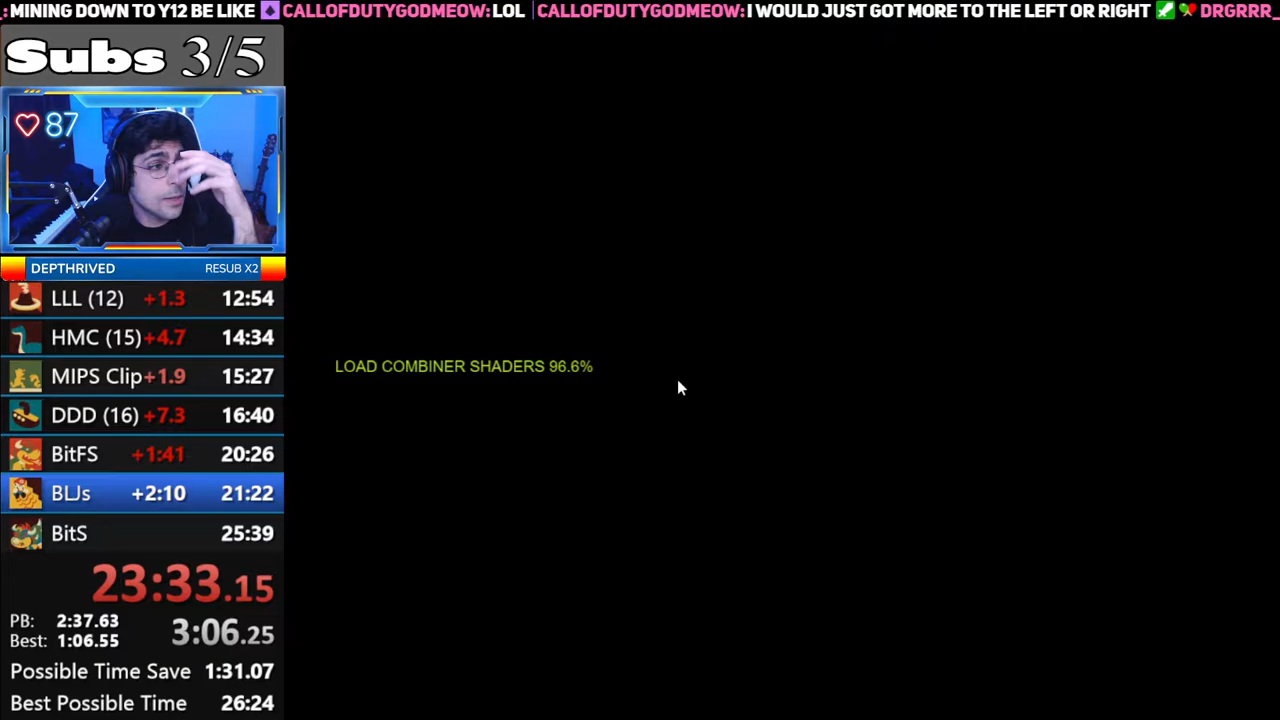 : MINING DOWN TO Y12 BE LIKE CALLOFDUTYGODMEOW: LOL CALLOFDUTYGODMEOW: I WOULD JUST GOT MORE TO THE LEFT OR RIGHT DRGRRR_
Subs 3/5
87
DEPTHRIVED RESUB X2
LLL (12) +1.3 12:54
HMC (15) +4.7 14:34
MIPS Clip +1.9 15:27
DDD (16) +7.3 16:40
BitFS +1:41 20:26
BLJs +2:10 21:22
BitS 25:39
23:33.15
PB: 2:37.63
Best: 1:06.55
3:06.25
Possible Time Save 1:31.07
Best Possible Time 26:24
LOAD COMBINER SHADERS 96.6%